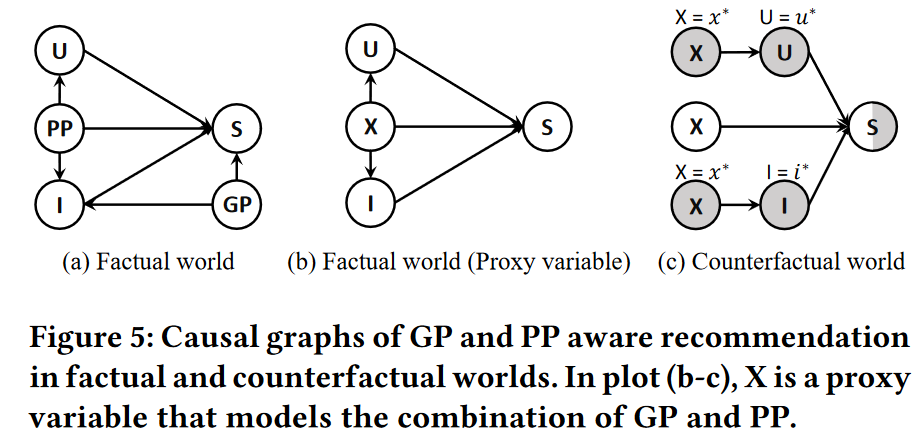 U
PP
I
S
GP
(a) Factual world
U
X
I
S
(b) Factual world (Proxy variable)
X = x* U = u*
X U
X
S
X = x* I = i*
X I
(c) Counterfactual world
Figure 5: Causal graphs of GP and PP aware recommendation
in factual and counterfactual worlds. In plot (b-c), X is a proxy
variable that models the combination of GP and PP.